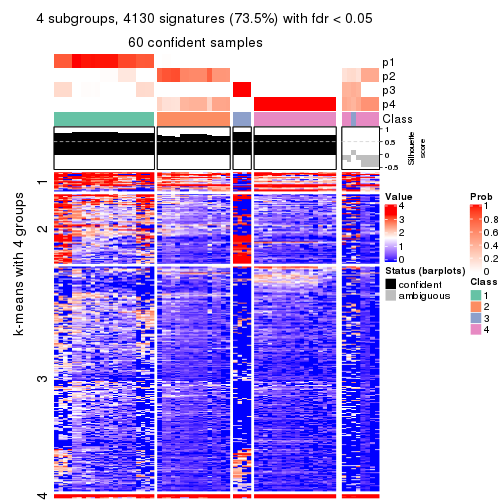 4 subgroups, 4130 signatures (73.5%) with fdr < 0.05
60 confident samples
p1
p2
p3
p4
Class
1
0.5
0
-0.5
Silhouette
score
k-means with 4 groups
1
2
3
4
Value
4
3
2
1
0
Status (barplots)
confident
ambiguous
Prob
1
0.8
0.6
0.4
0.2
0
Class
1
2
3
4